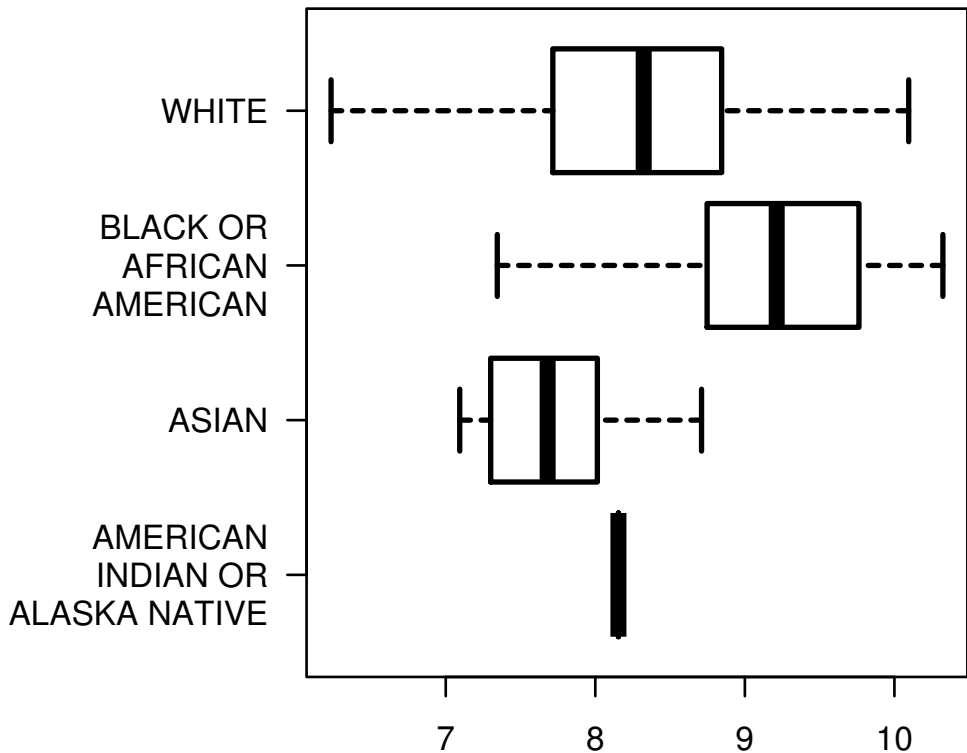 WHITE
BLACK OR
AFRICAN
AMERICAN
ASIAN
AMERICAN
INDIAN OR
ALASKA NATIVE
7 8 9 10